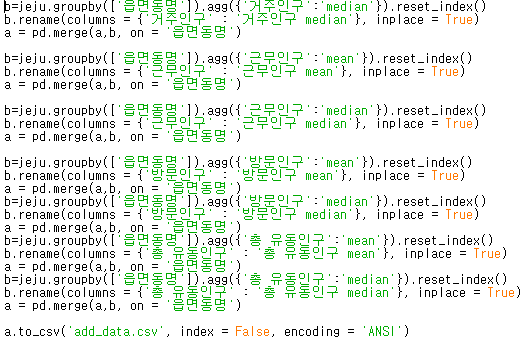 b=jeju.groupby(['읍면동명']).agg({'거주인구':'median'}).reset_index()
b.rename(columns = {'거주인구' : '거주인구 median'}, inplace = True)
a = pd.merge(a,b, on = '읍면동명')
b=jeju.groupby(['읍면동명']).agg({'근무인구':'mean'}).reset_index()
b.rename(columns = {'근무인구' : '근무인구 mean'}, inplace = True)
a = pd.merge(a,b, on = '읍면동명')
b=jeju.groupby(['읍면동명']).agg({'근무인구':'median'}).reset_index()
b.rename(columns = {'근무인구' : '근무인구 median'}, inplace = True)
a = pd.merge(a,b, on = '읍면동명')
b=jeju.groupby(['읍면동명']).agg({'방문인구':'mean'}).reset_index()
b.rename(columns = {'방문인구' : '방문인구 mean'}, inplace = True)
a = pd.merge(a,b, on = '읍면동명')
b=jeju.groupby(['읍면동명']).agg({'방문인구':'median'}).reset_index()
b.rename(columns = {'방문인구' : '방문인구 median'}, inplace = True)
a = pd.merge(a,b, on = '읍면동명')
b=jeju.groupby(['읍면동명']).agg({'총 유동인구':'mean'}).reset_index()
b.rename(columns = {'총 유동인구' : '총 유동인구 mean'}, inplace = True)
a = pd.merge(a,b, on = '읍면동명')
b=jeju.groupby(['읍면동명']).agg({'총 유동인구':'median'}).reset_index()
b.rename(columns = {'총 유동인구' : '총 유동인구 median'}, inplace = True)
a = pd.merge(a,b, on = '읍면동명')
a.to_csv('add_data.csv', index = False, encoding = 'ANSI')